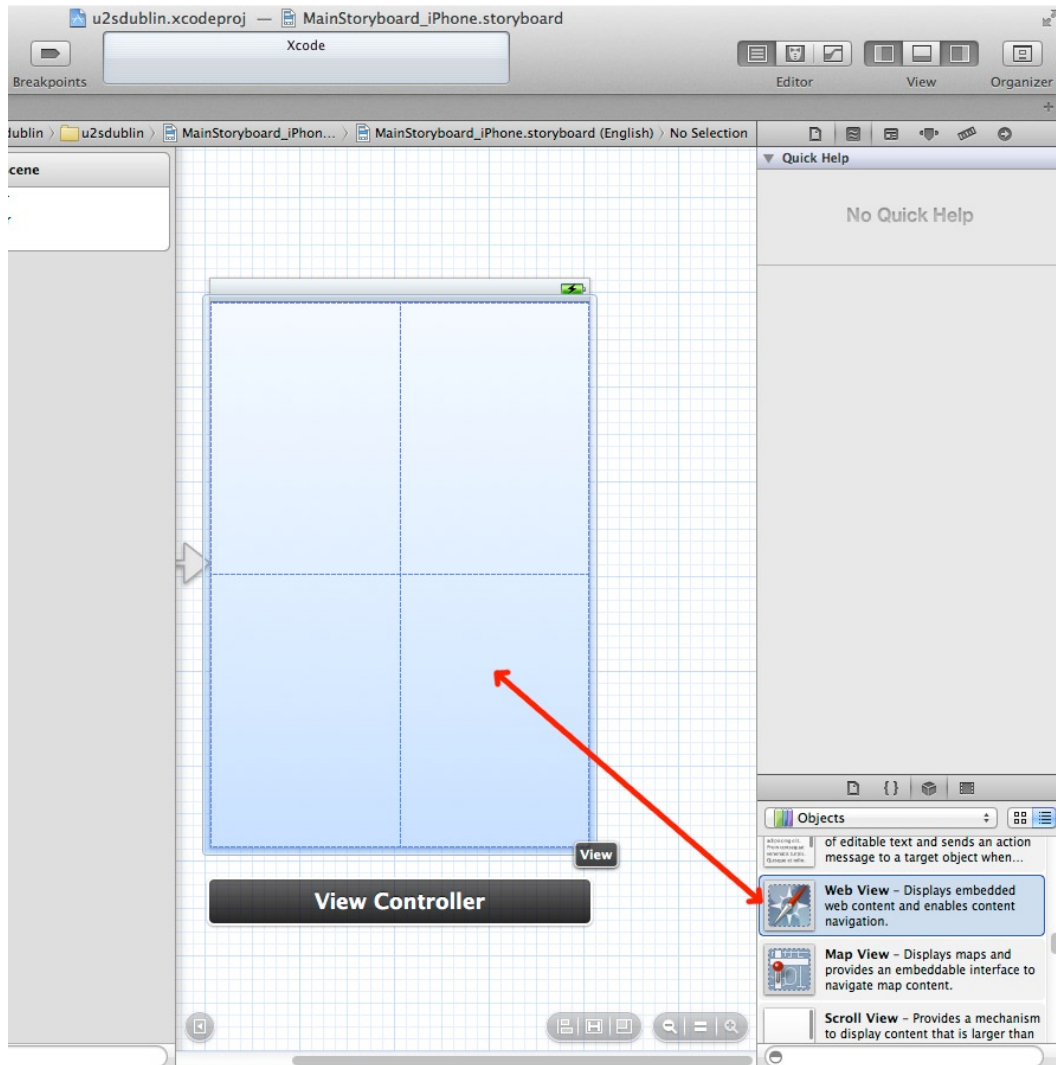 u2sdublin.xcodeproj — MainStoryboard_iPhone.storyboard
Xcode
Breakpoints
Editor
View
Organizer
dublin
u2sdublin
MainStoryboard_iPhon...
MainStoryboard_iPhone.storyboard (English)
No Selection
cene
Quick Help
No Quick Help
View
View Controller
{}
Objects
of editable text and sends an action
message to a target object when...
Web View – Displays embedded
web content and enables content
navigation.
Map View – Displays maps and
provides an embeddable interface to
navigate map content.
Scroll View – Provides a mechanism
to display content that is larger than